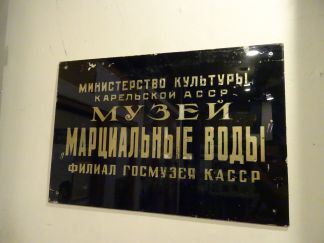 МИНИСТЕРСТВО КУЛЬТУРЫ
КАРЕЛЬСКОЙ АССР
МУЗЕЙ
„МАРЦИАЛЬНЫЕ ВОДЫ
ФИЛИАЛ ГОСМУЗЕЯ КАССР